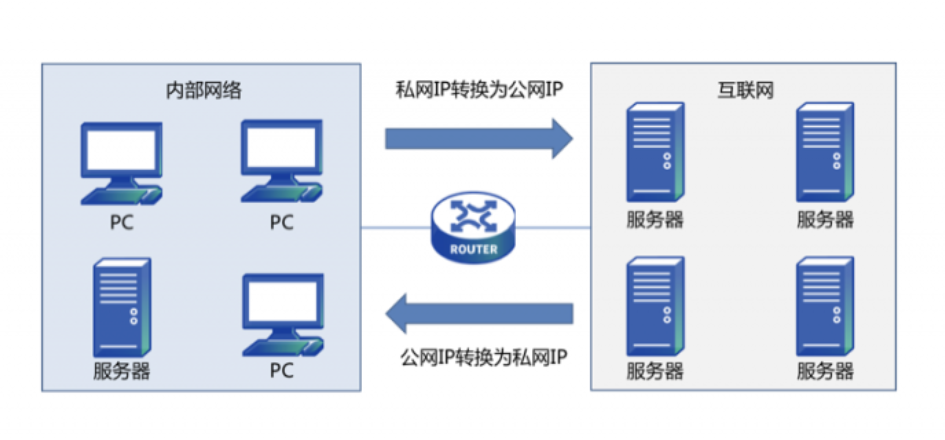 内部网络
私网IP转换为公网IP
互联网
PC
PC
服务器
服务器
ROUTER
公网IP转换为私网IP
服务器
PC
服务器
服务器